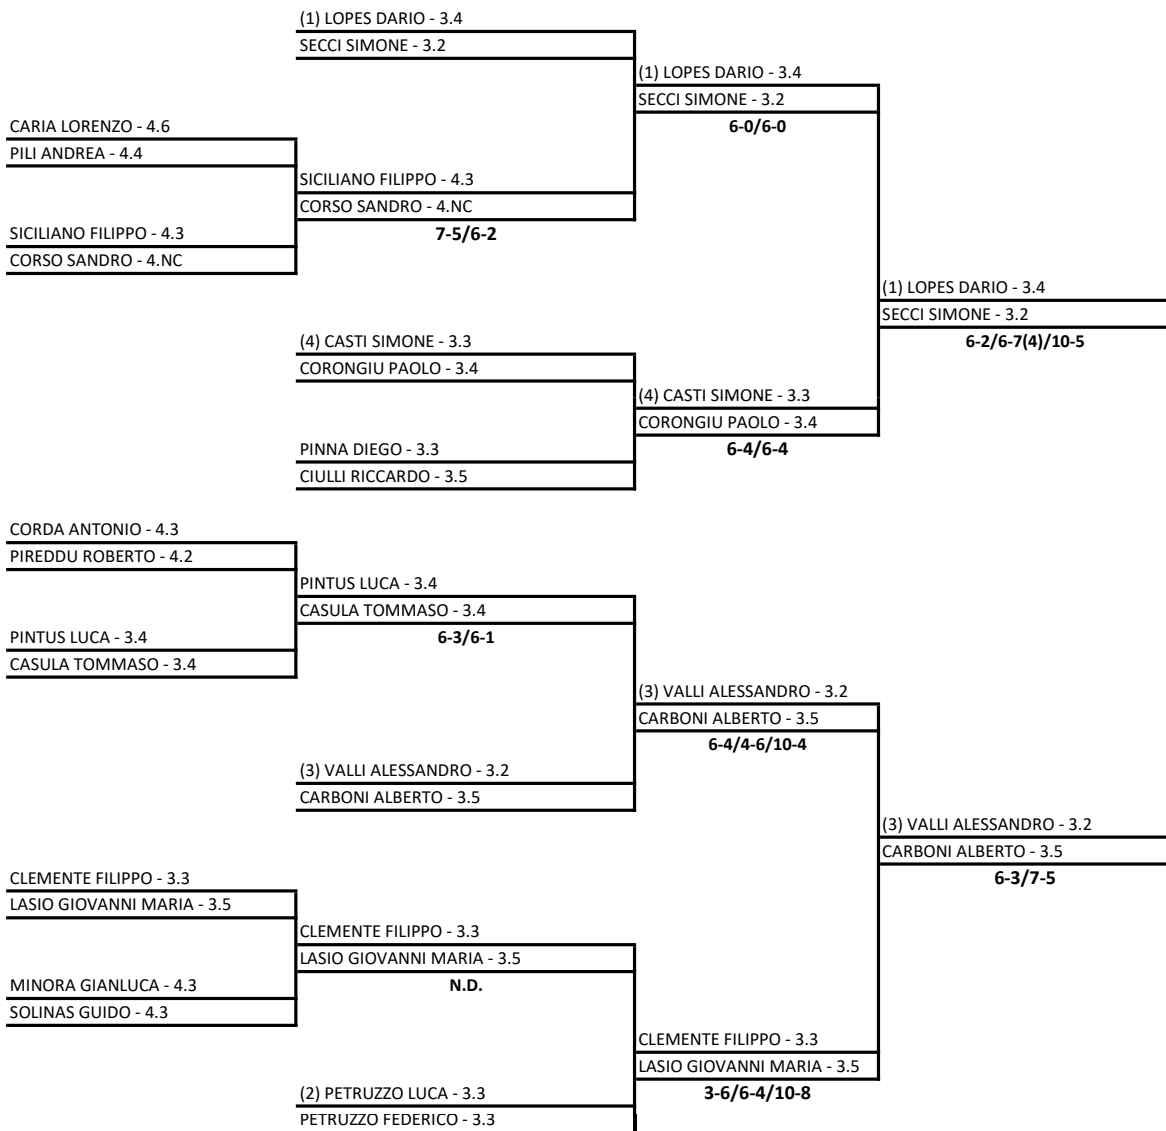 (1) LOPES DARIO - 3.4
SECCI SIMONE - 3.2
(1) LOPES DARIO - 3.4
SECCI SIMONE - 3.2
6-0/6-0
CARIA LORENZO - 4.6
PILI ANDREA - 4.4
SICILIANO FILIPPO - 4.3
CORSO SANDRO - 4.NC
7-5/6-2
SICILIANO FILIPPO - 4.3
CORSO SANDRO - 4.NC
(1) LOPES DARIO - 3.4
SECCI SIMONE - 3.2
6-2/6-7(4)/10-5
(4) CASTI SIMONE - 3.3
CORONGIU PAOLO - 3.4
(4) CASTI SIMONE - 3.3
CORONGIU PAOLO - 3.4
6-4/6-4
PINNA DIEGO - 3.3
CIULLI RICCARDO - 3.5
CORDA ANTONIO - 4.3
PIREDDU ROBERTO - 4.2
PINTUS LUCA - 3.4
CASULA TOMMASO - 3.4
6-3/6-1
PINTUS LUCA - 3.4
CASULA TOMMASO - 3.4
(3) VALLI ALESSANDRO - 3.2
CARBONI ALBERTO - 3.5
6-4/4-6/10-4
(3) VALLI ALESSANDRO - 3.2
CARBONI ALBERTO - 3.5
(3) VALLI ALESSANDRO - 3.2
CARBONI ALBERTO - 3.5
6-3/7-5
CLEMENTE FILIPPO - 3.3
LASIO GIOVANNI MARIA - 3.5
CLEMENTE FILIPPO - 3.3
LASIO GIOVANNI MARIA - 3.5
N.D.
MINORA GIANLUCA - 4.3
SOLINAS GUIDO - 4.3
CLEMENTE FILIPPO - 3.3
LASIO GIOVANNI MARIA - 3.5
3-6/6-4/10-8
(2) PETRUZZO LUCA - 3.3
PETRUZZO FEDERICO - 3.3